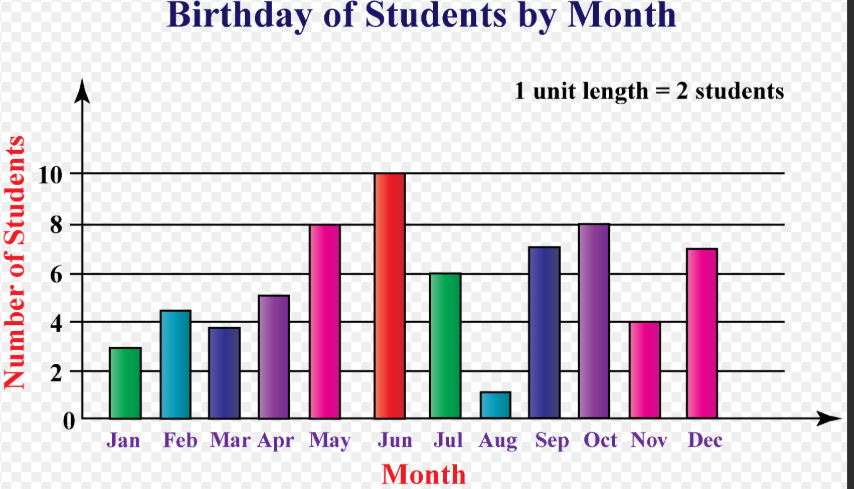 Birthday of Students by Month
1 unit length = 2 students
Number of Students
10
8
6
4
2
0
Jan Feb Mar Apr May Jun Jul Aug Sep Oct Nov Dec
Month